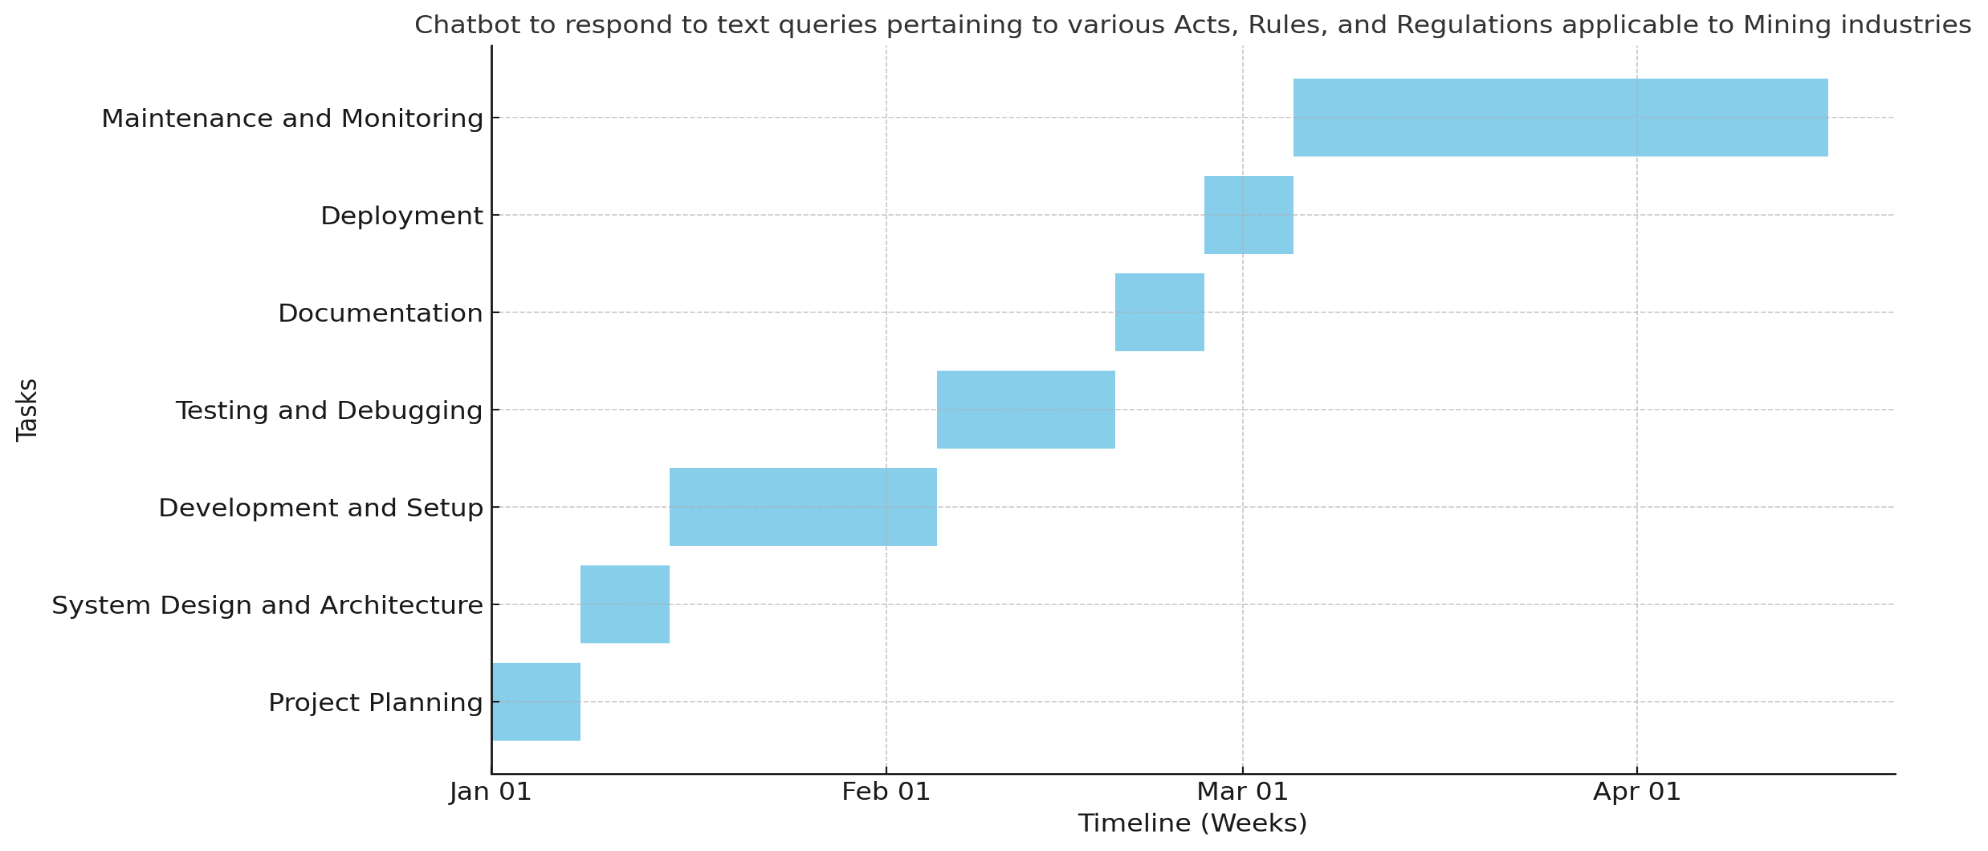 Chatbot to respond to text queries pertaining to various Acts, Rules, and Regulations applicable to Mining industries
Maintenance and Monitoring
Deployment
Documentation
Testing and Debugging
Development and Setup
System Design and Architecture
Project Planning
Tasks
Jan 01
Feb 01
Mar 01
Apr 01
Timeline (Weeks)